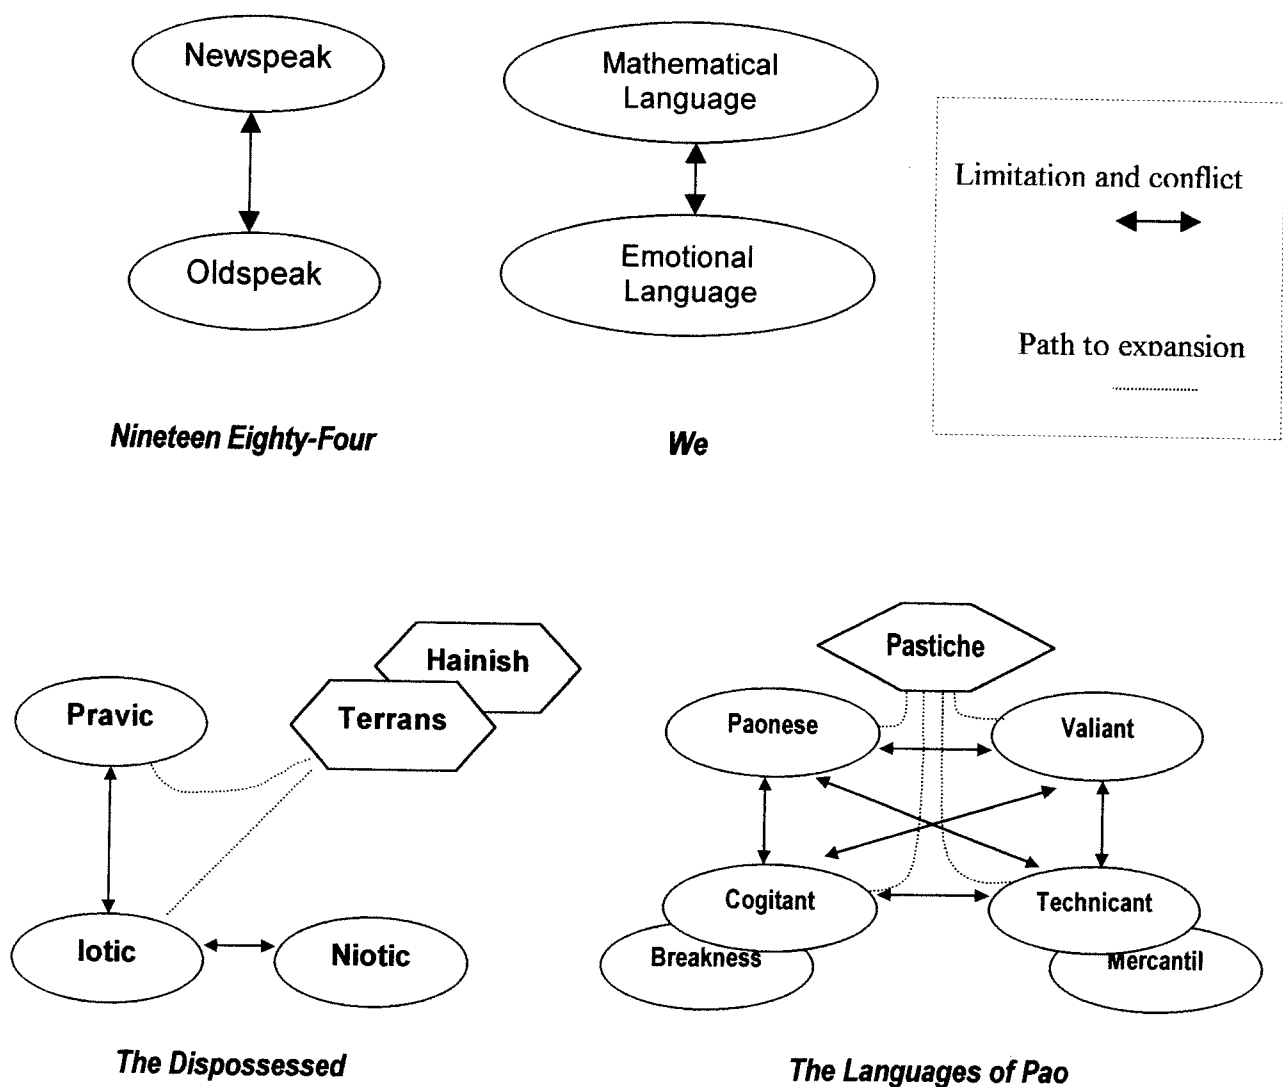 Newspeak
Oldspeak
Nineteen Eighty-Four
Mathematical
Language
Emotional
Language
We
Limitation and conflict
Path to expansion
Hainish
Terrans
Pravic
Iotic
Niotic
The Dispossessed
Pastiche
Paonese
Valiant
Cogitant
Technicant
Breakness
Mercantil
The Languages of Pao